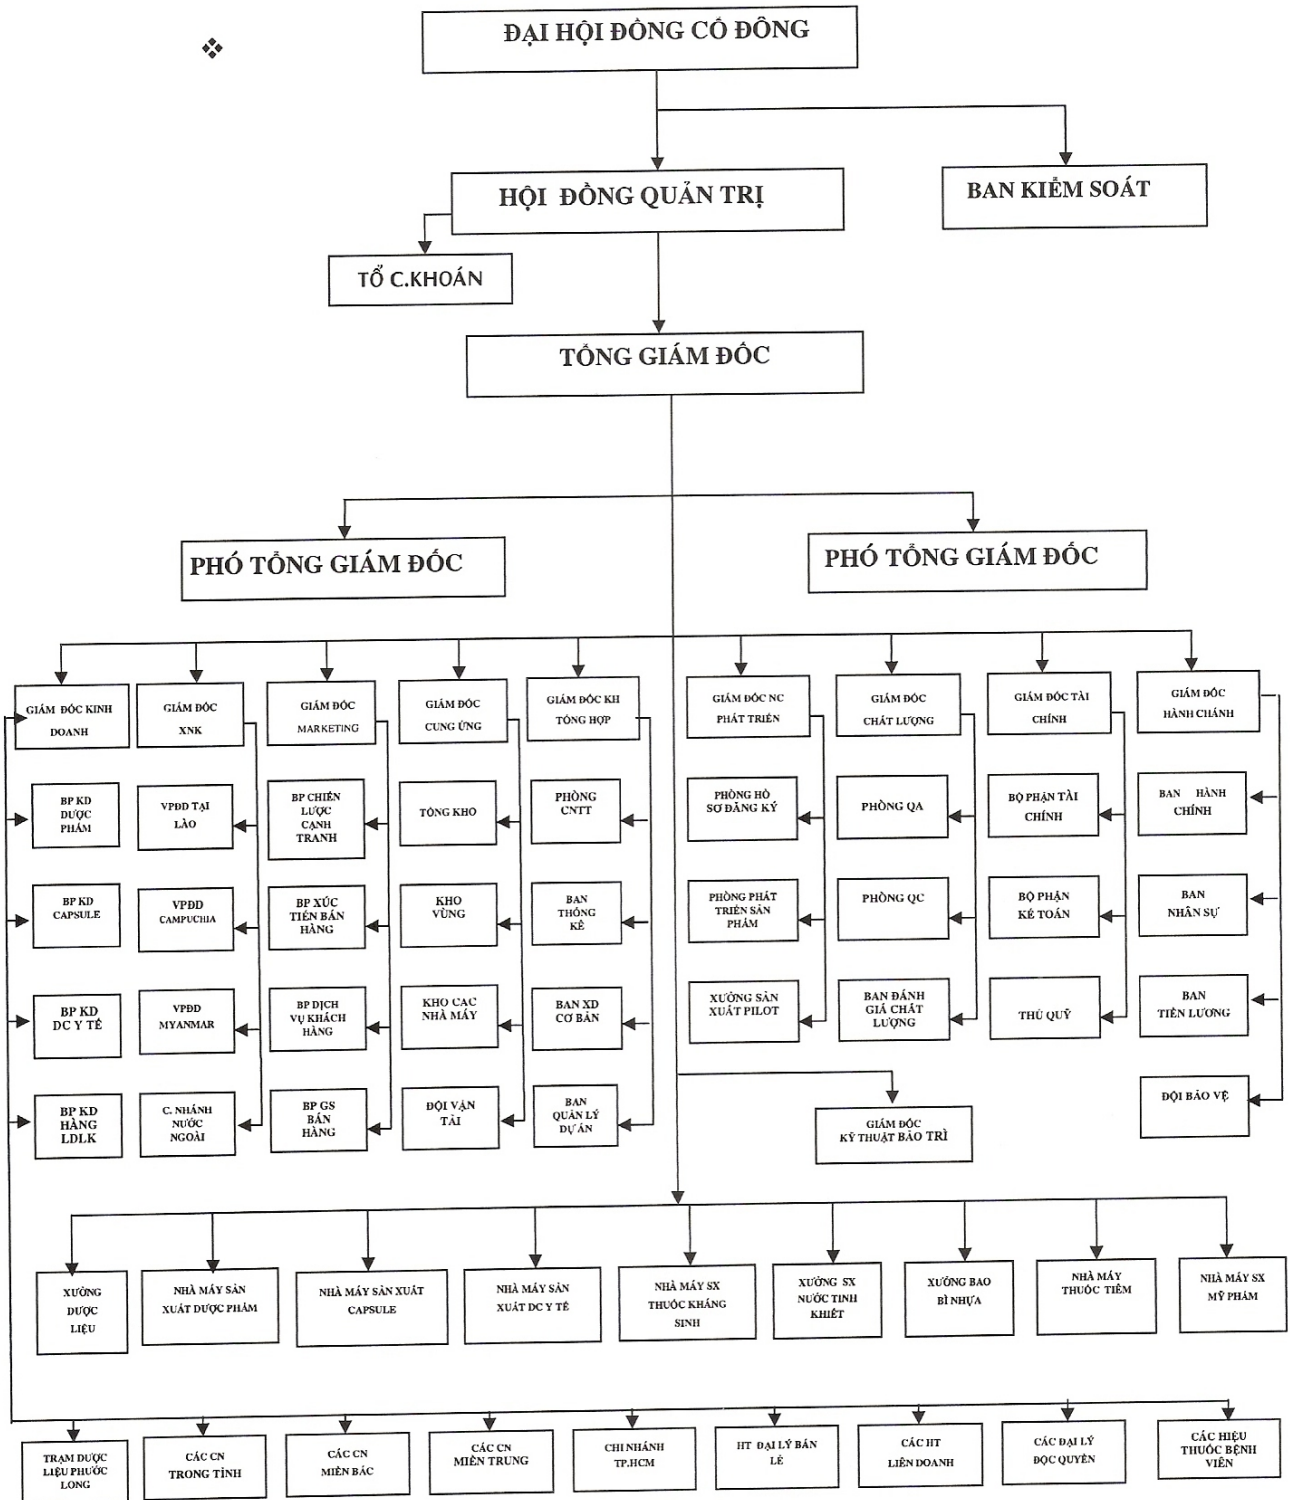 ĐẠI HỘI ĐỒNG CỔ ĐÔNG
HỘI ĐỒNG QUẢN TRỊ
BAN KIỂM SOÁT
TỔ C.KHOÁN
TỔNG GIÁM ĐỐC
PHÓ TỔNG GIÁM ĐỐC
PHÓ TỔNG GIÁM ĐỐC
GIÁM ĐỐC KINH
DOANH
GIÁM ĐỐC
XNK
GIÁM ĐỐC
MARKETING
GIÁM ĐỐC
CUNG ỨNG
GIÁM ĐỐC KH
TỔNG HỢP
GIÁM ĐỐC NC
PHÁT TRIỂN
GIÁM ĐỐC
CHẤT LƯỢNG
GIÁM ĐỐC TÀI
CHÍNH
GIÁM ĐỐC
HÀNH CHÁNH
BP KD
DƯỢC
PHẨM
VPĐD TẠI
LÀO
BP CHIẾN
LƯỢC
CẠNH
TRANH
TỔNG KHO
PHÒNG
CNTT
PHÒNG HỒ
SƠ ĐĂNG KÝ
PHÒNG QA
BỘ PHẬN TÀI
CHÍNH
BAN HÀNH
CHÍNH
BP KD
CAPSULE
VPĐD
CAMPUCHIA
BP XÚC
TIẾN BÁN
HÀNG
KHO
VÙNG
BAN
THỐNG
KÊ
PHÒNG PHÁT
TRIỂN SẢN
PHẨM
PHÒNG QC
BỘ PHẬN
KẾ TOÁN
BAN
NHÂN SỰ
BP KD
DC Y TẾ
VPĐD
MYANMAR
BP DỊCH
VỤ KHÁCH
HÀNG
KHO CÁC
NHÀ MÁY
BAN XD
CƠ BẢN
XƯỞNG SẢN
XUẤT PILOT
BAN ĐÁNH
GIÁ CHẤT
LƯỢNG
THỦ QUỸ
BAN
TIỀN LƯƠNG
BP KD
HÀNG
LDLK
C. NHÁNH
NƯỚC
NGOÀI
BP GS
BÁN
HÀNG
ĐỘI VẬN
TẢI
BAN
QUẢN LÝ
DỰ ÁN
GIÁM ĐỐC
KỸ THUẬT BẢO TRÌ
ĐỘI BẢO VỆ
XƯỞNG
DƯỢC
LIỆU
NHÀ MÁY SẢN
XUẤT DƯỢC PHẨM
NHÀ MÁY SẢN XUẤT
CAPSULE
NHÀ MÁY SẢN
XUẤT DC Y TẾ
NHÀ MÁY SX
THUỐC KHÁNG
SINH
XƯỞNG SX
NƯỚC TINH
KHIẾT
XƯỞNG BAO
BÌ NHỰA
NHÀ MÁY
THUỐC TIÊM
NHÀ MÁY SX
MỸ PHẨM
TRẠM DƯỢC
LIỆU PHƯỚC
LONG
CÁC CN
TRONG TỈNH
CÁC CN
MIỀN BẮC
CÁC CN
MIỀN TRUNG
CHI NHÁNH
TP.HCM
HT ĐẠI LÝ BÁN
LẺ
CÁC HT
LIÊN DOANH
CÁC ĐẠI LÝ
ĐỘC QUYỀN
CÁC HIỆU
THUỐC BỆNH
VIÊN